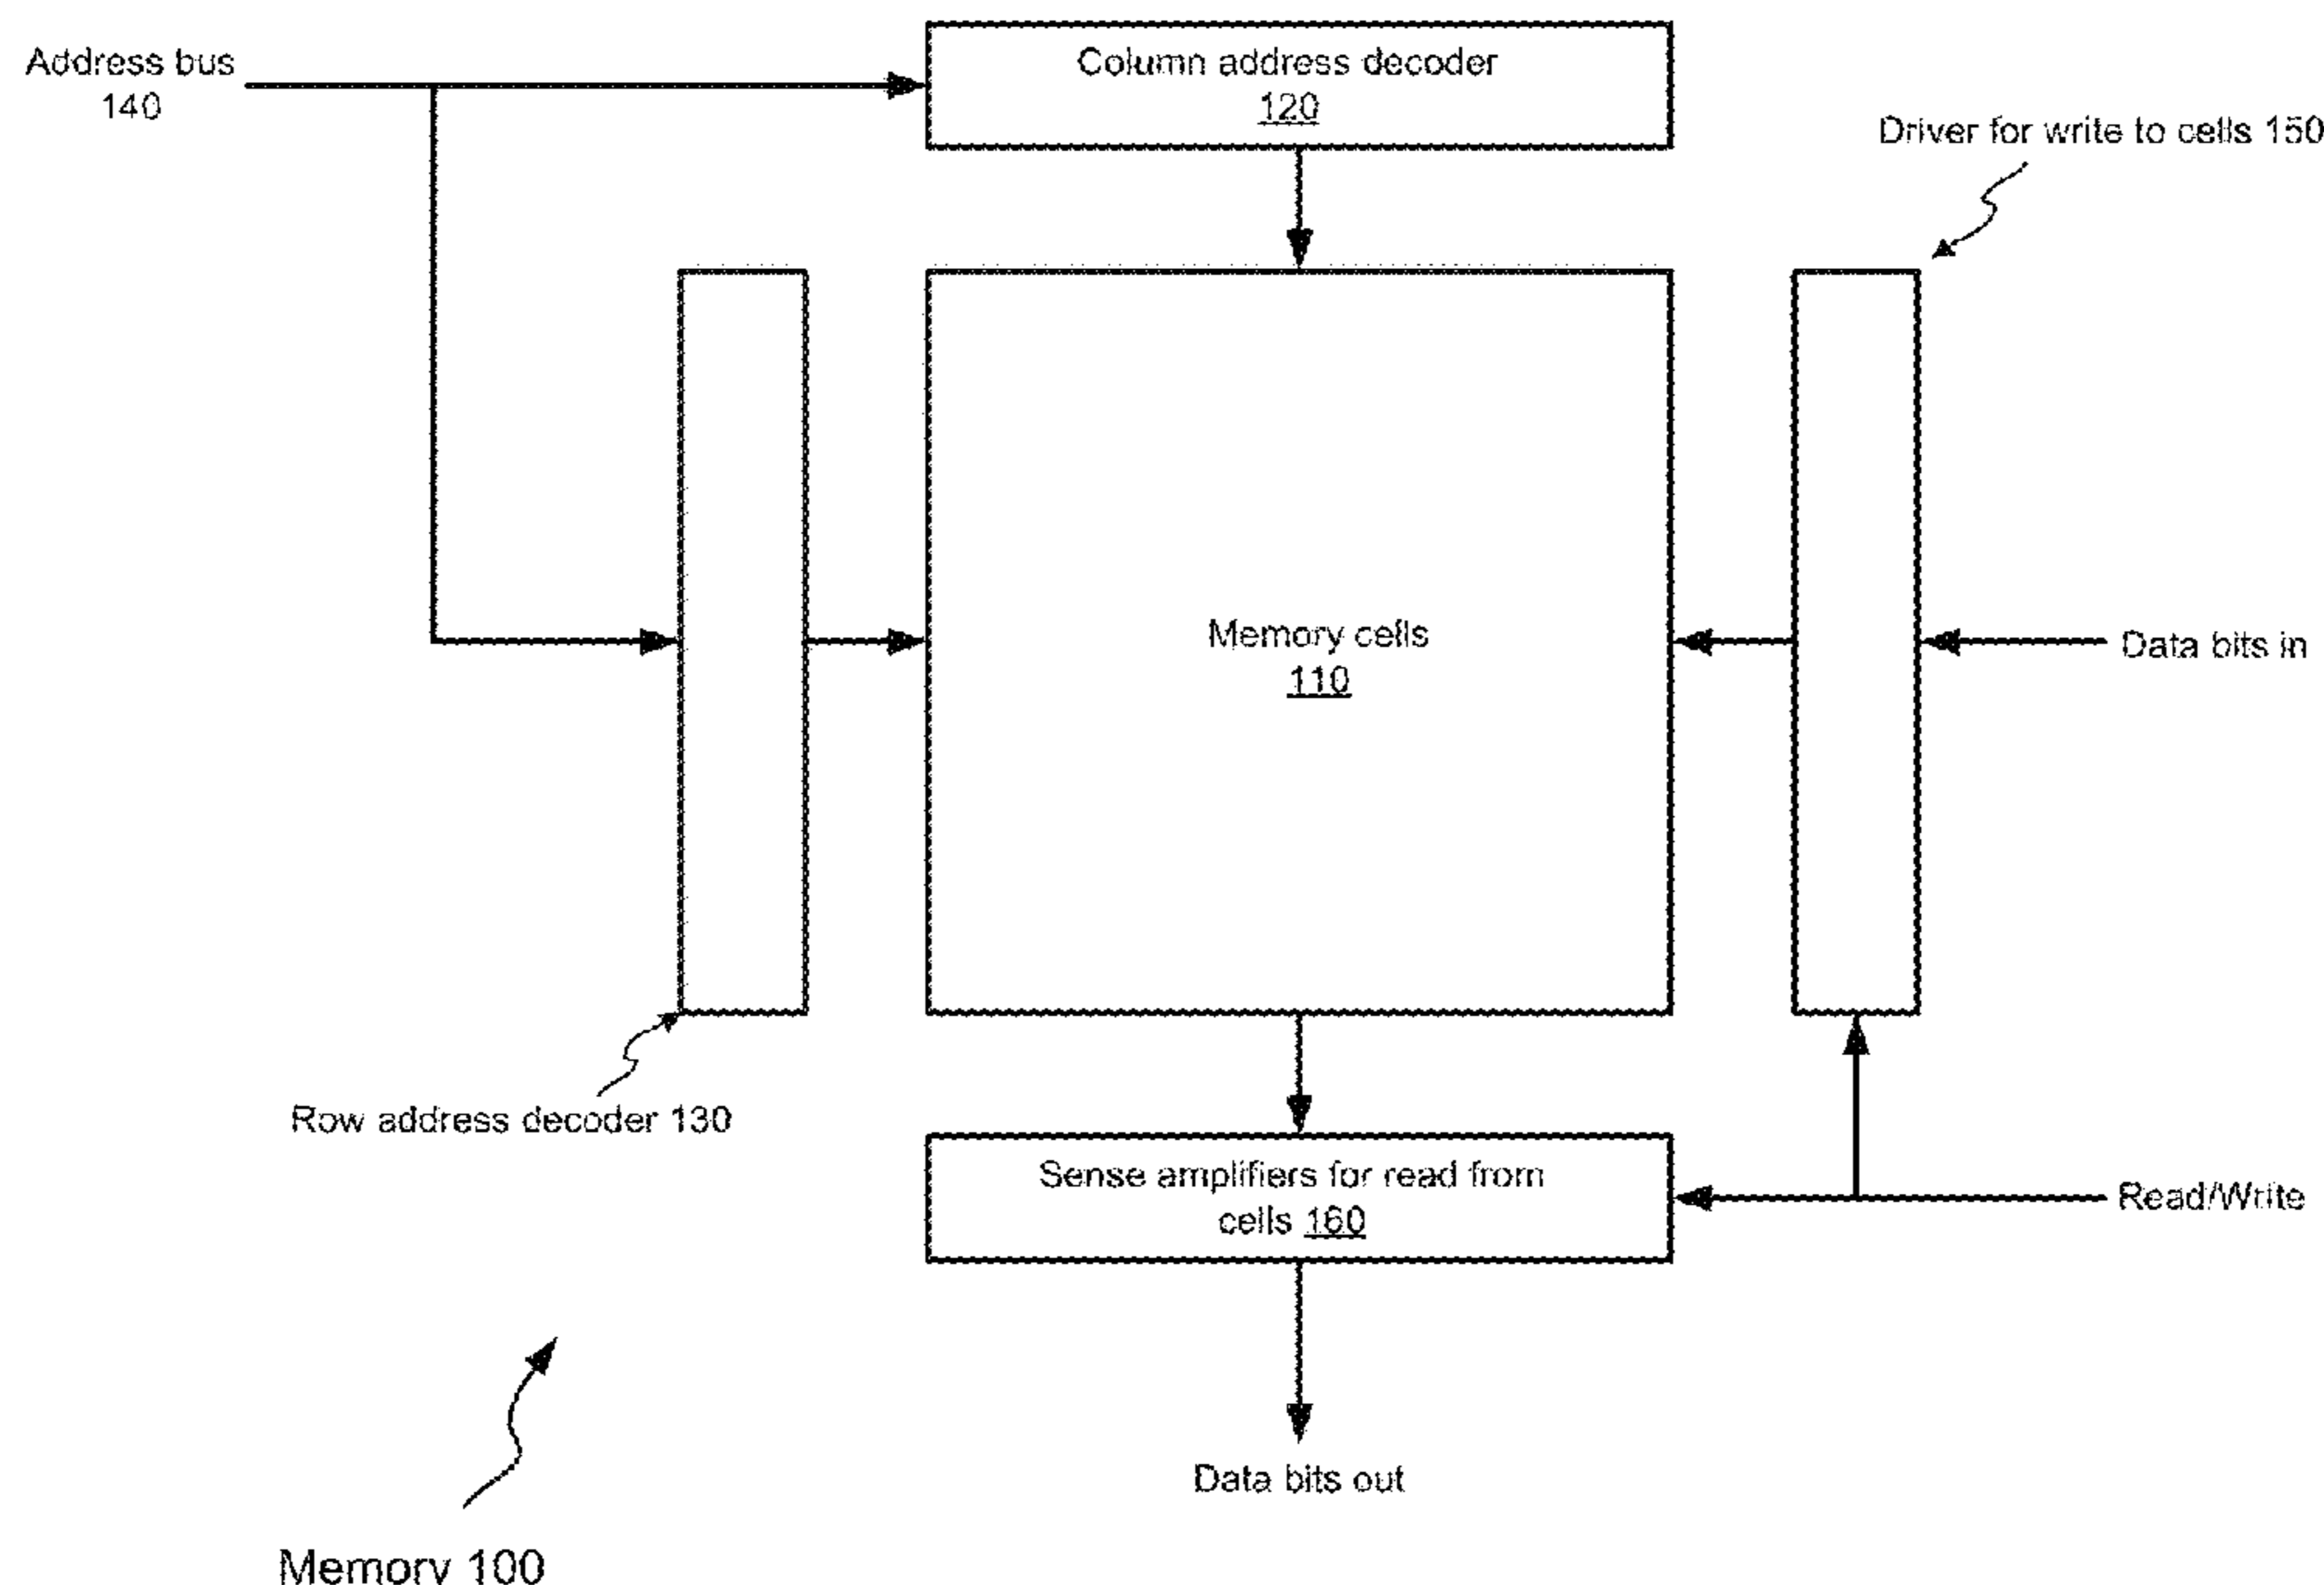 Address bus
140
Column address decoder
120
Driver for write to cells 150
Memory cells
110
Data bits in
Row address decoder 130
Sense amplifiers for read from
cells 160
Read/Write
Data bits out
Memory 100